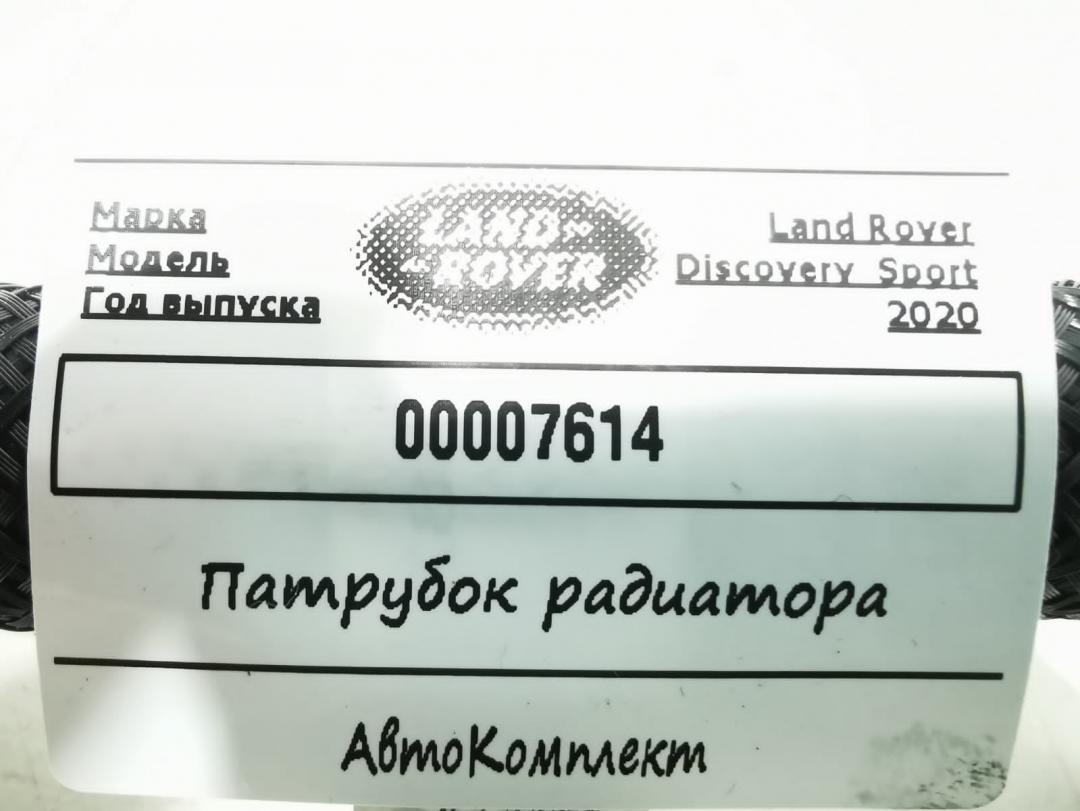 Марка
Модель
Год выпуска
LAND
ROVER
Land Rover
Discovery Sport
2020
00007614
Патрубок радиатора
АвтоКомплект